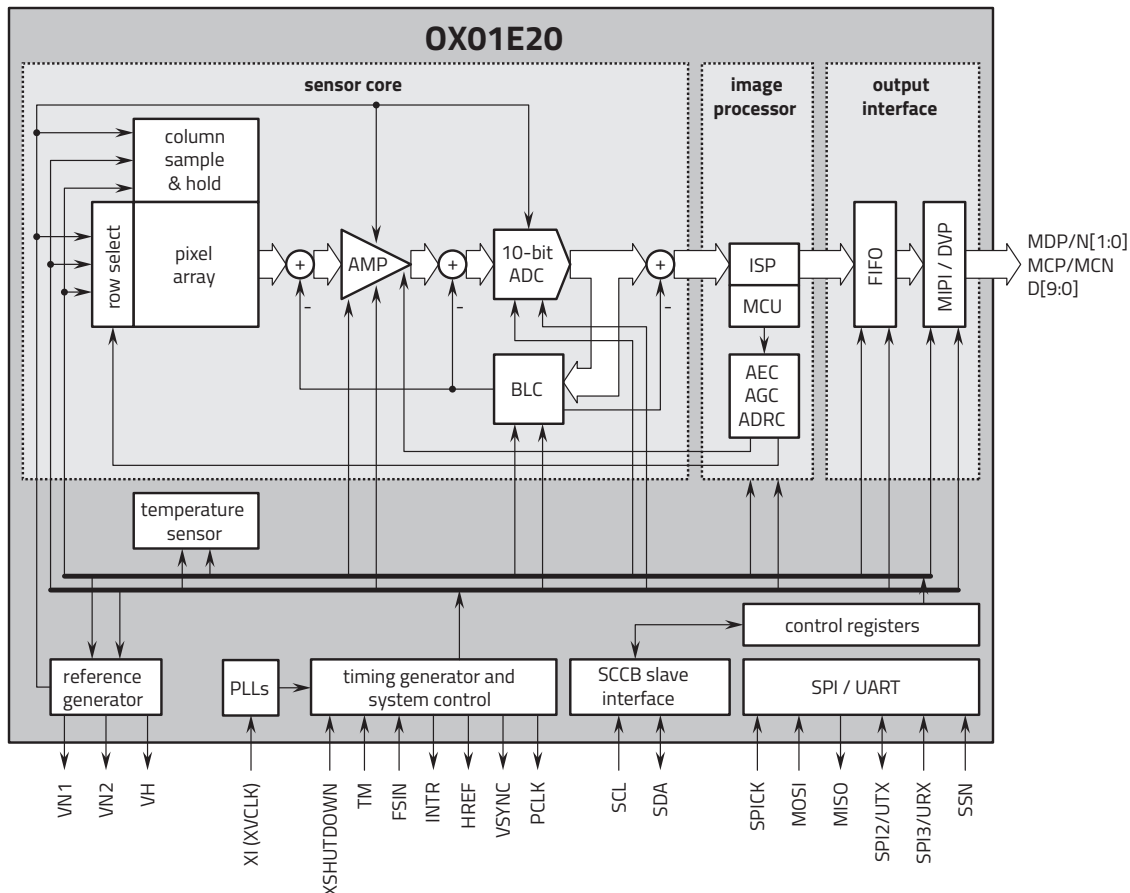 OX01E20
sensor core
image
processor
output
interface
column
sample
& hold
row select
pixel
array
+
-
AMP
+
-
10-bit
ADC
+
-
BLC
ISP
MCU
AEC
AGC
ADRC
FIFO
MIPI / DVP
MDP/N[1:0]
MCP/MCN
D[9:0]
temperature
sensor
control registers
reference
generator
PLLs
timing generator and
system control
SCCB slave
interface
SPI / UART
VN1
VN2
VH
XI (XVCLK)
XSHUTDOWN
TM
FSIN
INTR
HREF
VSYNC
PCLK
SCL
SDA
SPICK
MOSI
MISO
SPI2/UTX
SPI3/URX
SSN